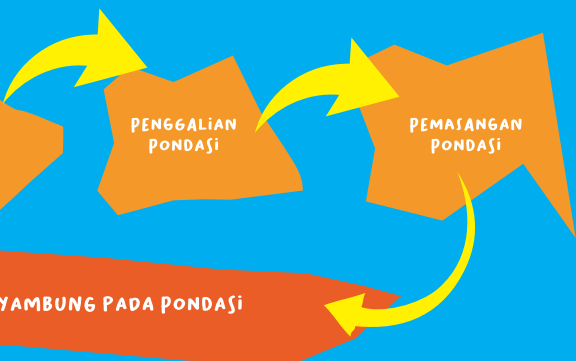 PENGGALiAN
PONDASi
PEMASANGAN
PONDASi
YAMBUNG PADA PONDASi